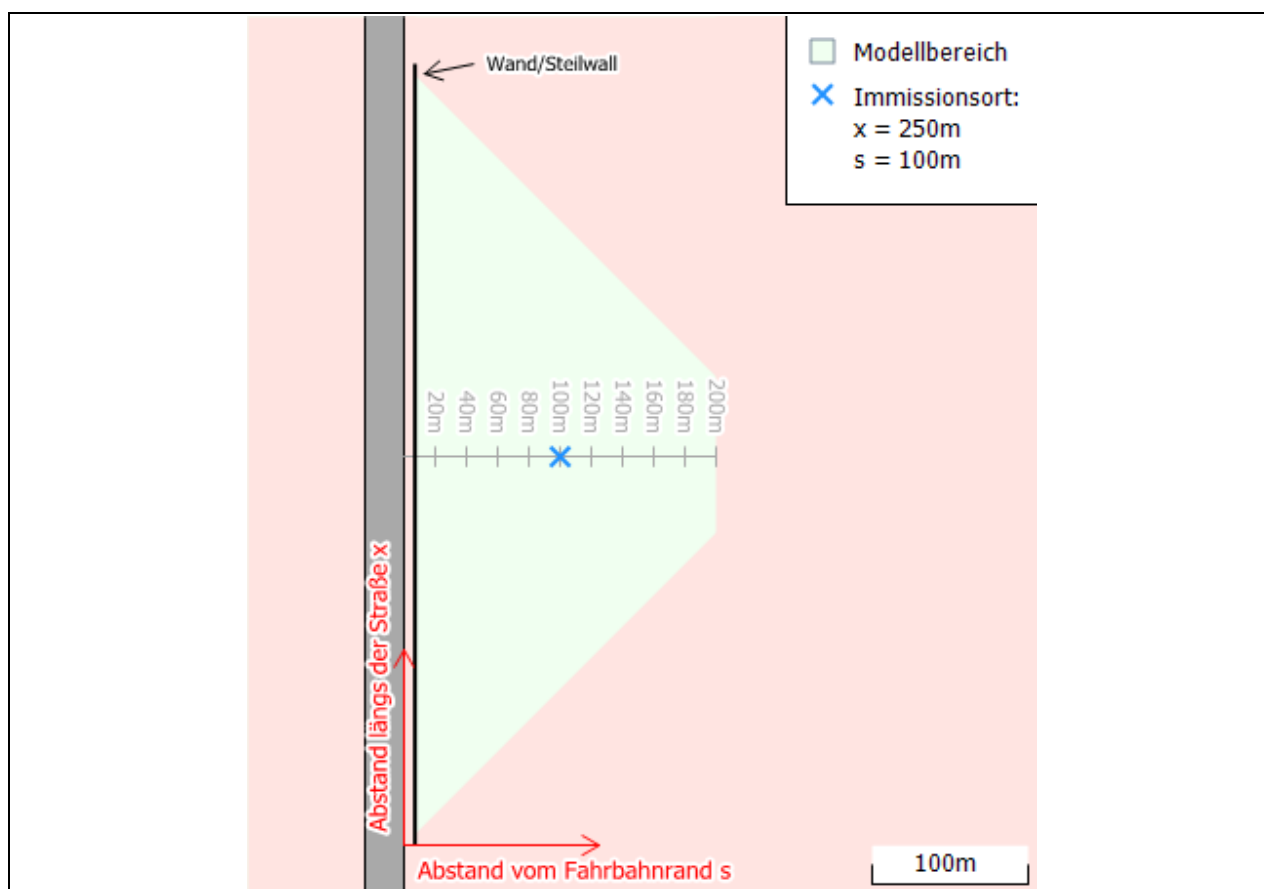 Wand/Steilwall
Modellbereich
Immissionsort:
x = 250m
s = 100m
20m
40m
60m
80m
100m
120m
140m
160m
180m
200m
Abstand längs der Straße x
Abstand vom Fahrbahnrand s
100m